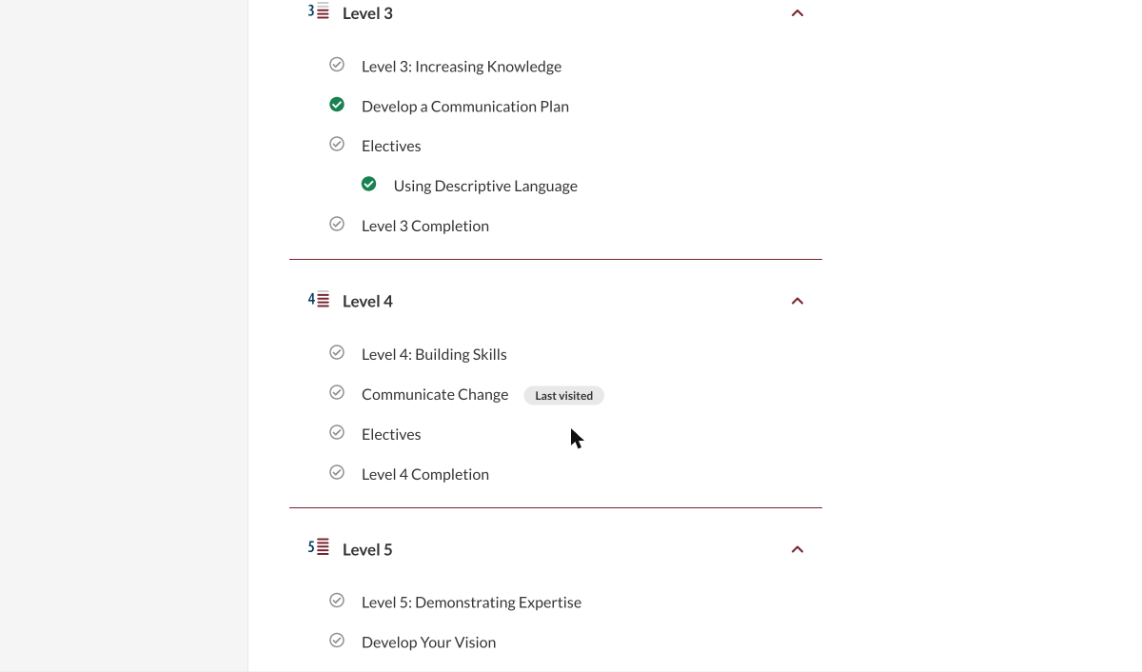 3 Level 3
Level 3: Increasing Knowledge
Develop a Communication Plan
Electives
Using Descriptive Language
Level 3 Completion
4 Level 4
Level 4: Building Skills
Communicate Change Last visited
Electives
Level 4 Completion
5 Level 5
Level 5: Demonstrating Expertise
Develop Your Vision